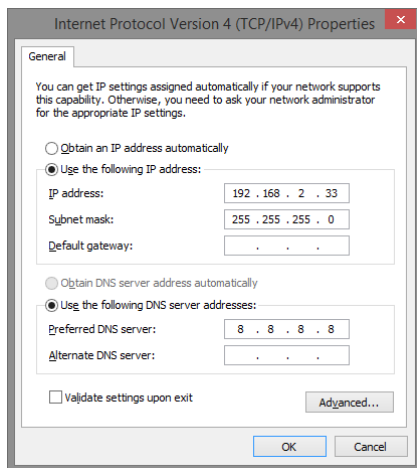 Internet Protocol Version 4 (TCP/IPv4) Properties
General
You can get IP settings assigned automatically if your network supports
this capability. Otherwise, you need to ask your network administrator
for the appropriate IP settings.
Obtain an IP address automatically
Use the following IP address:
IP address: 192 . 168 . 2 . 33
Subnet mask: 255 . 255 . 255 . 0
Default gateway: . . .
Obtain DNS server address automatically
Use the following DNS server addresses:
Preferred DNS server: 8 . 8 . 8 . 8
Alternate DNS server: . . .
Validate settings upon exit
Advanced...
OK Cancel